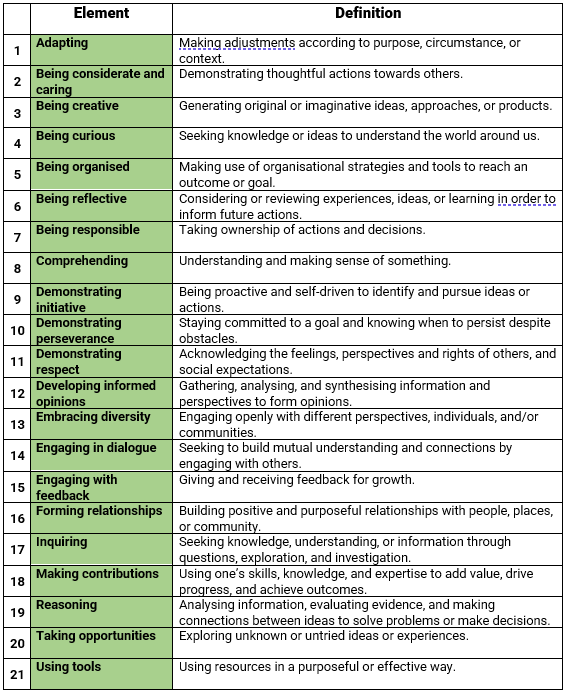 Element Definition
1 Adapting Making adjustments according to purpose, circumstance, or
context.
2 Being considerate and Demonstrating thoughtful actions towards others.
caring
3 Being creative Generating original or imaginative ideas, approaches, or products.
4 Being curious Seeking knowledge or ideas to understand the world around us.
5 Being organised Making use of organisational strategies and tools to reach an
outcome or goal.
6 Being reflective Considering or reviewing experiences, ideas, or learning in order to
inform future actions.
7 Being responsible Taking ownership of actions and decisions.
8 Comprehending Understanding and making sense of something.
9 Demonstrating Being proactive and self-driven to identify and pursue ideas or
initiative actions.
10 Demonstrating Staying committed to a goal and knowing when to persist despite
perseverance obstacles.
11 Demonstrating Acknowledging the feelings, perspectives and rights of others, and
respect social expectations.
12 Developing informed Gathering, analysing, and synthesising information and
opinions perspectives to form opinions.
13 Embracing diversity Engaging openly with different perspectives, individuals, and/or
communities.
14 Engaging in dialogue Seeking to build mutual understanding and connections by
engaging with others.
15 Engaging with Giving and receiving feedback for growth.
feedback
16 Forming relationships Building positive and purposeful relationships with people, places,
or community.
17 Inquiring Seeking knowledge, understanding, or information through
questions, exploration, and investigation.
18 Making contributions Using one's skills, knowledge, and expertise to add value, drive
progress, and achieve outcomes.
19 Reasoning Analysing information, evaluating evidence, and making
connections between ideas to solve problems or make decisions.
20 Taking opportunities Exploring unknown or untried ideas or experiences.
21 Using tools Using resources in a purposeful or effective way.